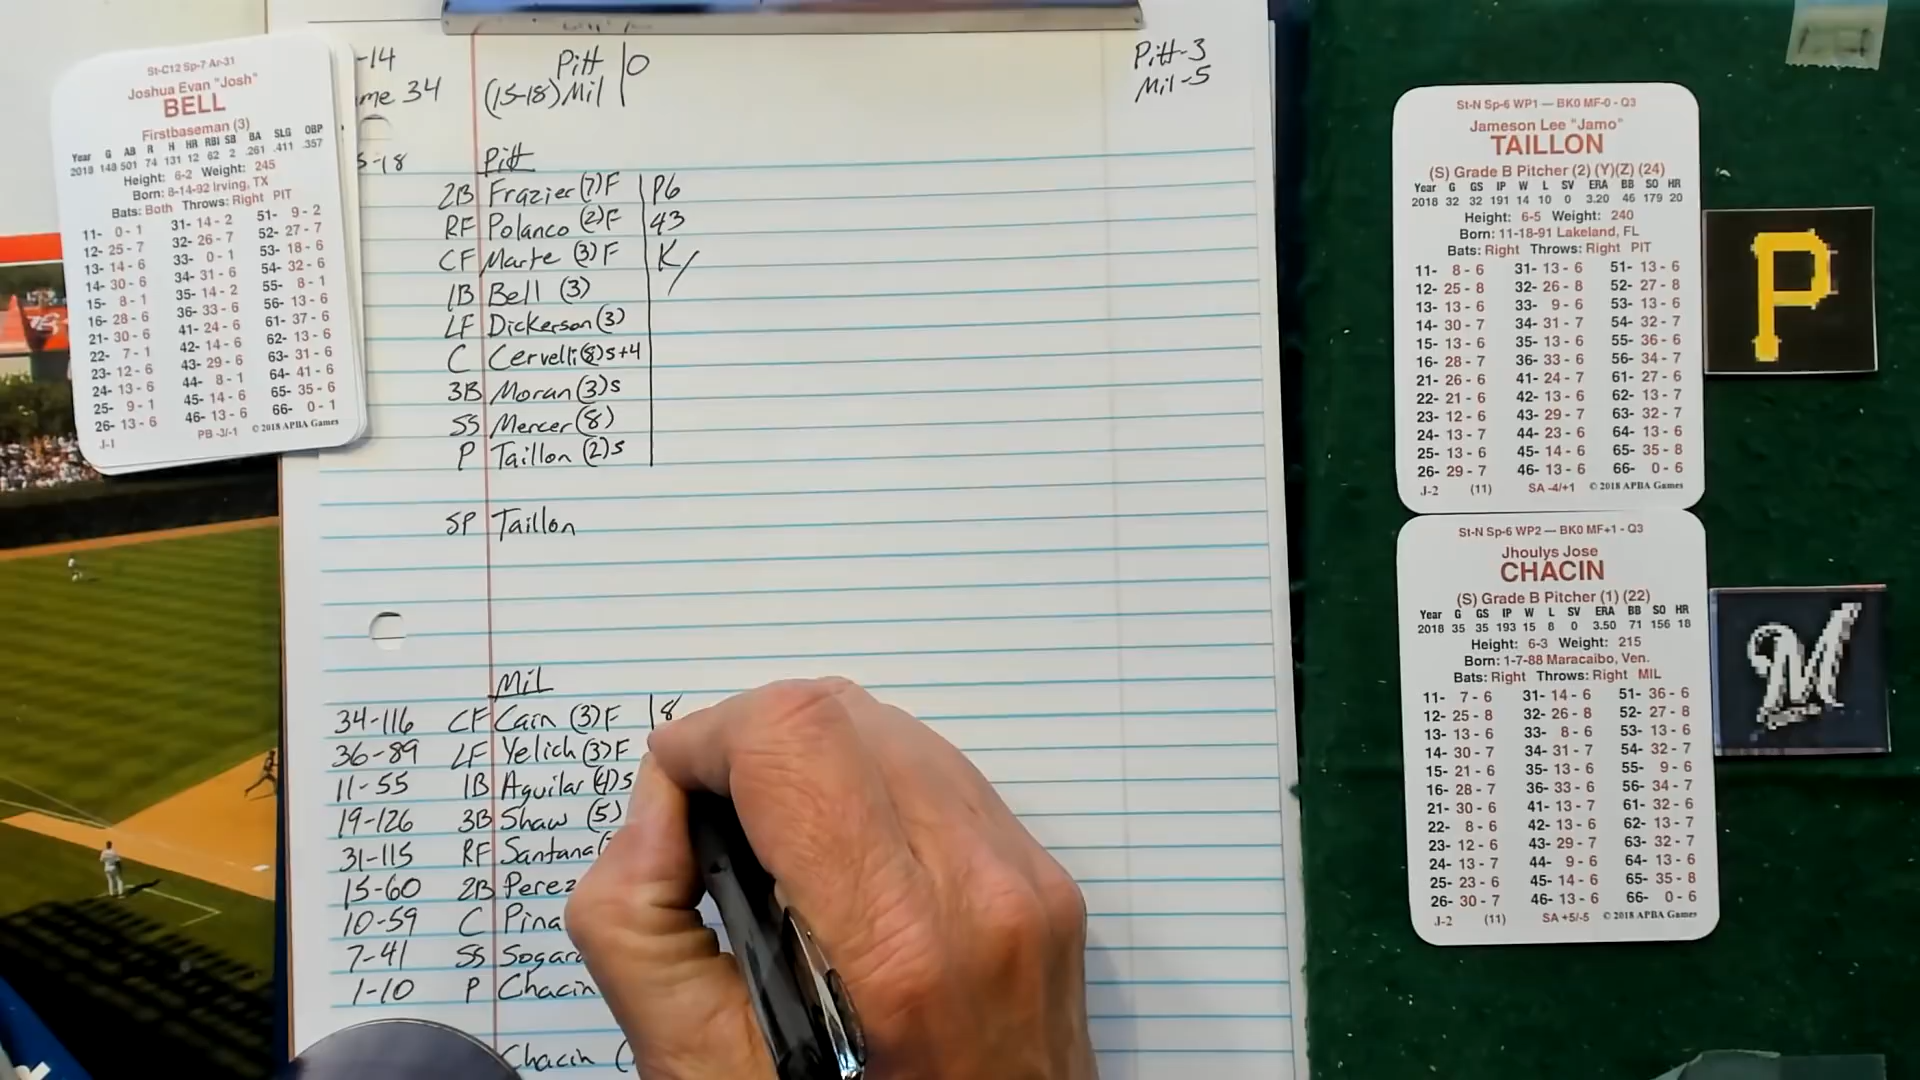 St-C12 Sp-7 Ar-31
Joshua Evan "Josh"
BELL
Firstbaseman (3)
Year G AB R H HR RBI SB BA SLG OBP
2018 148 501 74 131 12 62 2 .261 .411 .357
Height: 6-2 Weight: 245
Born: 8-14-92 Irving, TX
Bats: Both Throws: Right PIT
11- 0 - 1 31- 14 - 2 51- 9 - 2
12- 25 - 7 32- 26 - 7 52- 27 - 7
13- 14 - 6 33- 0 - 1 53- 18 - 6
14- 30 - 6 34- 31 - 6 54- 32 - 6
15- 8 - 1 35- 14 - 2 55- 8 - 1
16- 28 - 6 36- 33 - 6 56- 13 - 6
21- 30 - 6 41- 24 - 6 61- 37 - 6
22- 7 - 1 42- 14 - 6 62- 13 - 6
23- 12 - 6 43- 29 - 6 63- 31 - 6
24- 13 - 6 44- 8 - 1 64- 41 - 6
25- 9 - 1 45- 14 - 6 65- 35 - 6
26- 13 - 6 46- 13 - 6 66- 0 - 1
J-1 PB -3/-1 © 2018 APBA Games
-14 Pitt 0
me 34 (15-18) Mil
Pitt-3
Mil-5
-18 Pitt
2B Frazier (7) F P6
RF Polanco (2) F 43
CF Marte (3) F K
1B Bell (3)
LF Dickerson (3)
C Cervelli (8) s+4
3B Moran (3) s
SS Mercer (8)
P Taillon (2) s
SP Taillon
Mil
34-116 CF Cain (3) F 8
36-89 LF Yelich (3) F
11-55 1B Aguilar (4) s
19-126 3B Shaw (5)
31-115 RF Santana (
15-60 2B Perez
10-59 C Pina
7-41 SS Sogar
1-10 P Chacin
Chacin (
St-N Sp-6 WP1 — BK0 MF-0 - Q3
Jameson Lee "Jamo"
TAILLON
(S) Grade B Pitcher (2) (Y)(Z) (24)
Year G GS IP W L SV ERA BB SO HR
2018 32 32 191 14 10 0 3.20 46 179 20
Height: 6-5 Weight: 240
Born: 11-18-91 Lakeland, FL
Bats: Right Throws: Right PIT
11- 8 - 6 31- 13 - 6 51- 13 - 6
12- 25 - 8 32- 26 - 8 52- 27 - 8
13- 13 - 6 33- 9 - 6 53- 13 - 6
14- 30 - 7 34- 31 - 7 54- 32 - 7
15- 13 - 6 35- 13 - 6 55- 36 - 6
16- 28 - 7 36- 33 - 6 56- 34 - 7
21- 26 - 6 41- 24 - 7 61- 27 - 6
22- 21 - 6 42- 13 - 6 62- 13 - 7
23- 12 - 6 43- 29 - 7 63- 32 - 7
24- 13 - 7 44- 23 - 6 64- 13 - 6
25- 13 - 6 45- 14 - 6 65- 35 - 8
26- 29 - 7 46- 13 - 6 66- 0 - 6
J-2 (11) SA -4/+1 © 2018 APBA Games
P
St-N Sp-6 WP2 — BK0 MF+1 - Q3
Jhoulys Jose
CHACIN
(S) Grade B Pitcher (1) (22)
Year G GS IP W L SV ERA BB SO HR
2018 35 35 193 15 8 0 3.50 71 156 18
Height: 6-3 Weight: 215
Born: 1-7-88 Maracaibo, Ven.
Bats: Right Throws: Right MIL
11- 7 - 6 31- 14 - 6 51- 36 - 6
12- 25 - 8 32- 26 - 8 52- 27 - 8
13- 13 - 6 33- 8 - 6 53- 13 - 6
14- 30 - 7 34- 31 - 7 54- 32 - 7
15- 21 - 6 35- 13 - 6 55- 9 - 6
16- 28 - 7 36- 33 - 6 56- 34 - 7
21- 30 - 6 41- 13 - 7 61- 32 - 6
22- 8 - 6 42- 13 - 6 62- 13 - 7
23- 12 - 6 43- 29 - 7 63- 32 - 7
24- 13 - 7 44- 9 - 6 64- 13 - 6
25- 23 - 6 45- 14 - 6 65- 35 - 8
26- 30 - 7 46- 13 - 6 66- 0 - 6
J-2 (11) SA +5/-5 © 2018 APBA Games
M